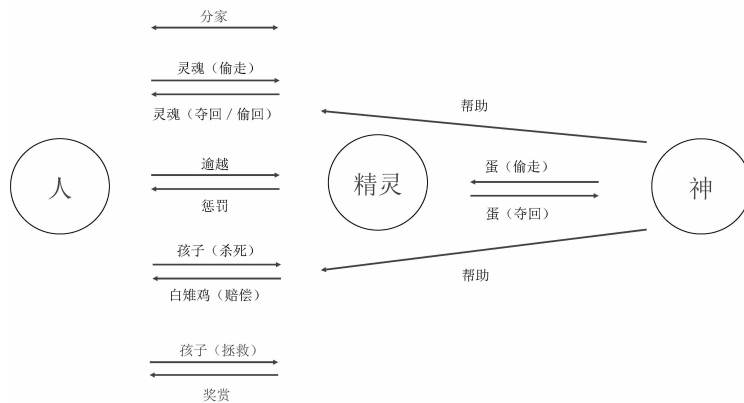 分家
灵魂（偷走）
灵魂（夺回 / 偷回）
帮助
人
逾越
惩罚
精灵
蛋（偷走）
蛋（夺回）
神
孩子（杀死）
白雉鸡（赔偿）
帮助
孩子（拯救）
奖赏